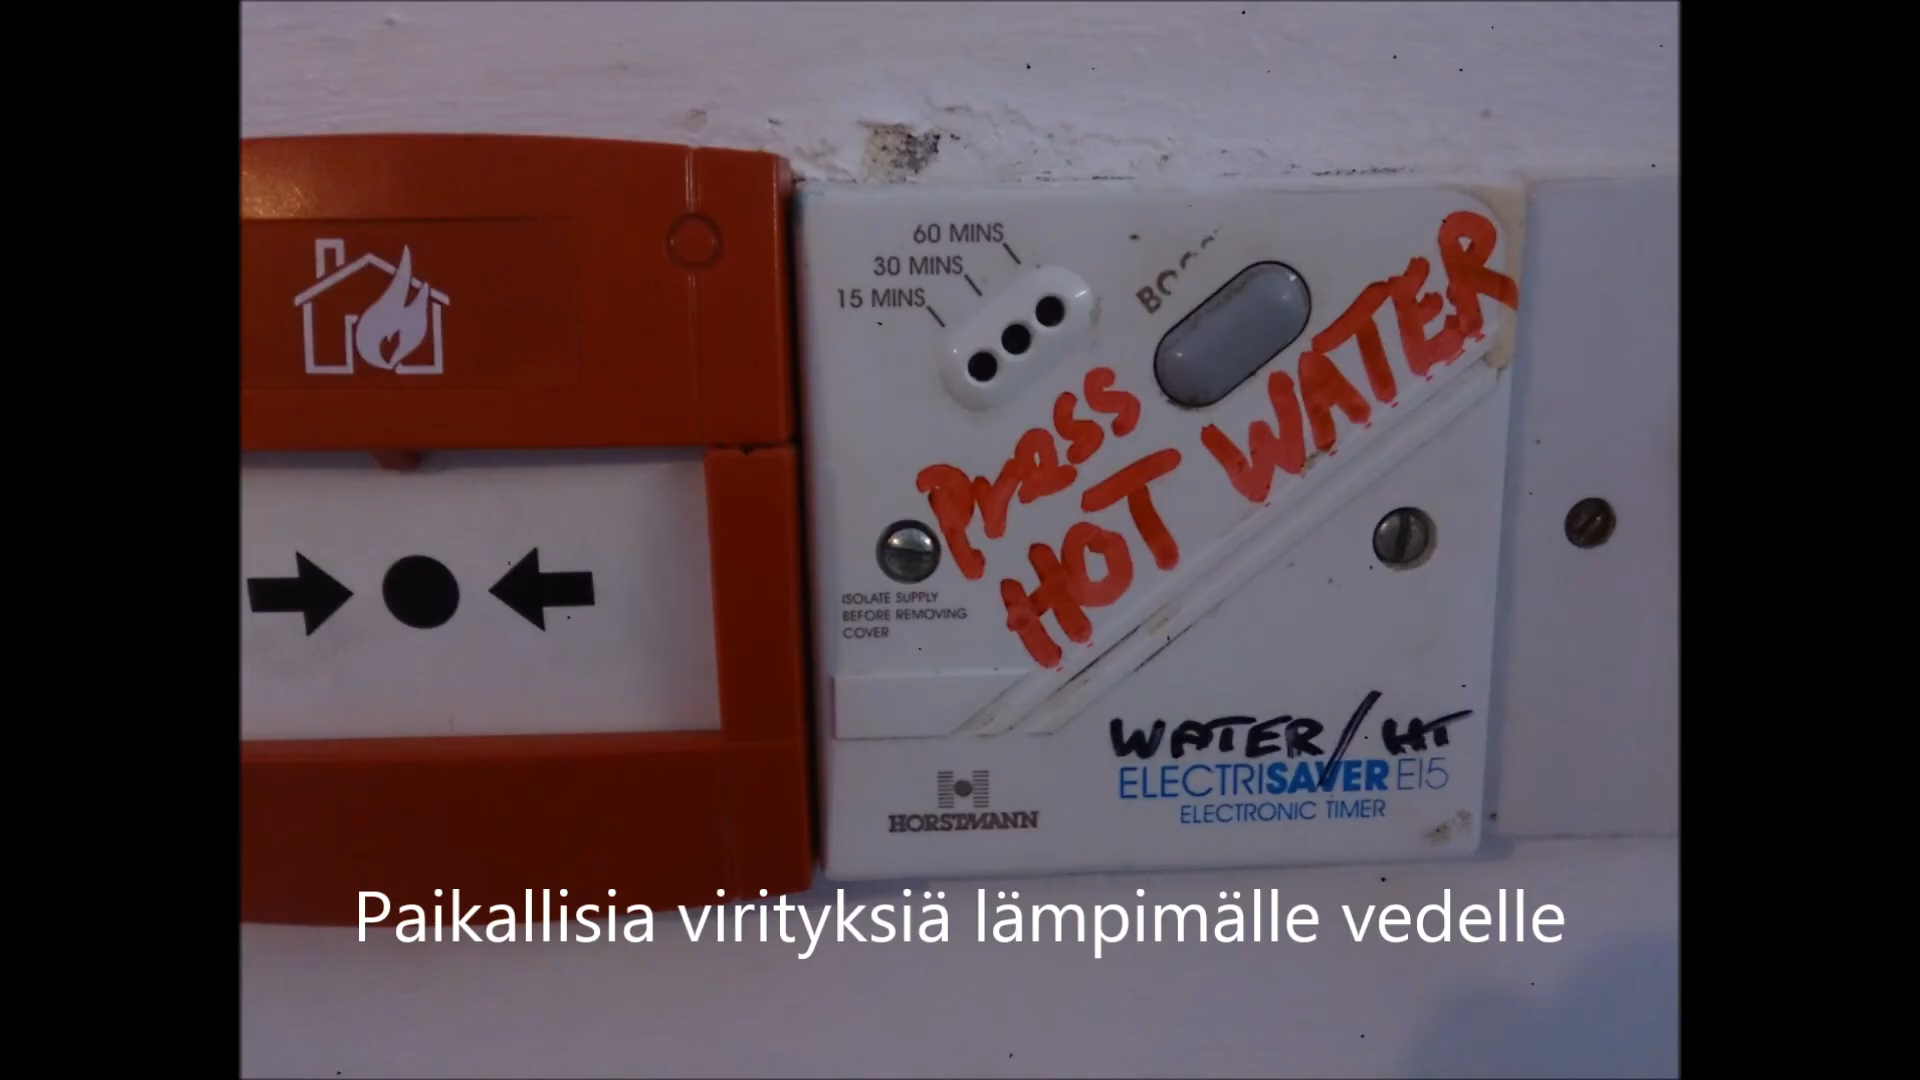 60 MINS
30 MINS
15 MINS
Press
HOT WATER
ISOLATE SUPPLY
BEFORE REMOVING
COVER
WATER/HT
ELECTRISAVER E15
ELECTRONIC TIMER
HORSTMANN
Paikallisia virityksiä lämpimälle vedelle